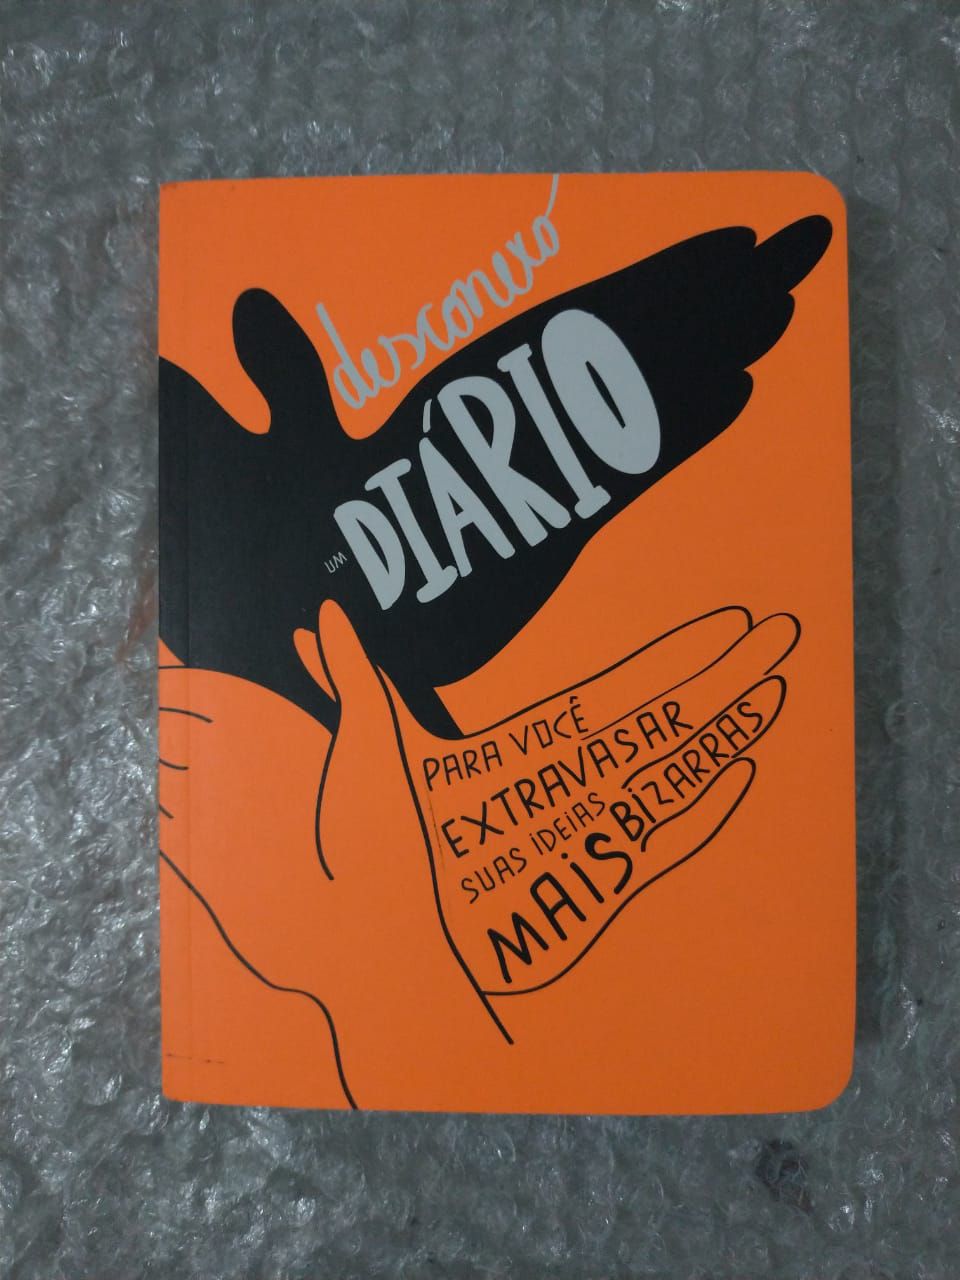 desconexo
UM
DIÁRIO
PARA VOCÊ
EXTRAVASAR
SUAS IDEIAS
MAIS BIZARRAS